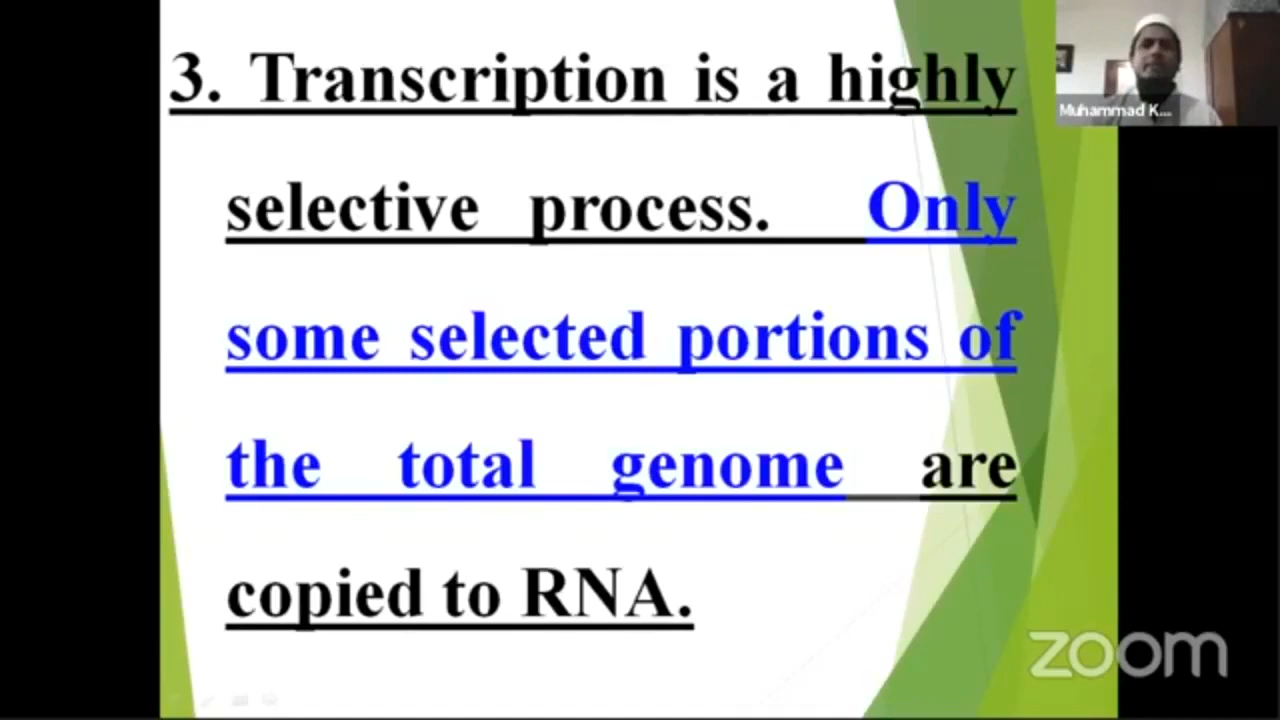 3. Transcription is a highly
selective process. Only
some selected portions of
the total genome are
copied to RNA.
Muhammad K...
zoom